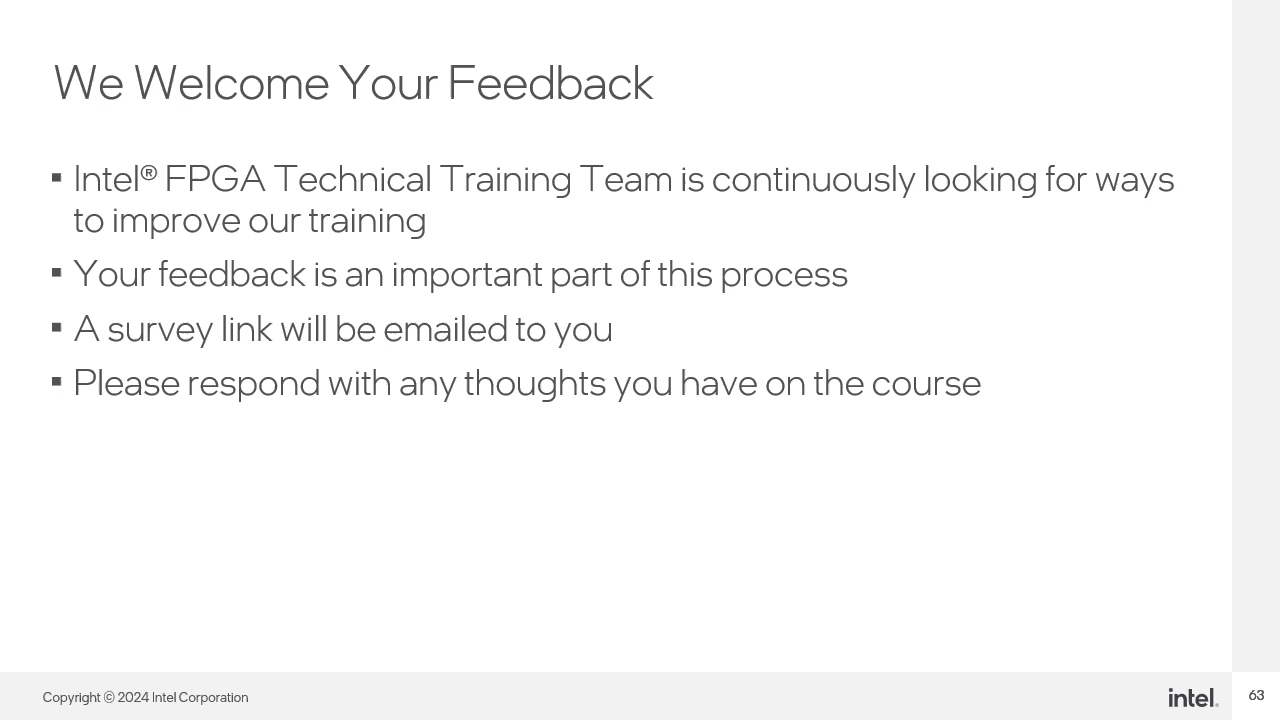 We Welcome Your Feedback
▪ Intel® FPGA Technical Training Team is continuously looking for ways
to improve our training
▪ Your feedback is an important part of this process
▪ A survey link will be emailed to you
▪ Please respond with any thoughts you have on the course
Copyright © 2024 Intel Corporation
intel.
63